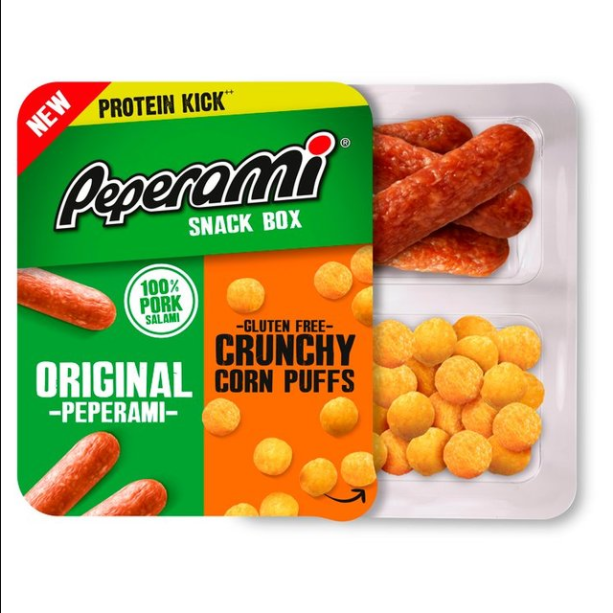 NEW
PROTEIN KICK++
Peperami®
SNACK BOX
100%
PORK
SALAMI
ORIGINAL
-PEPERAMI-
-GLUTEN FREE-
CRUNCHY
CORN PUFFS